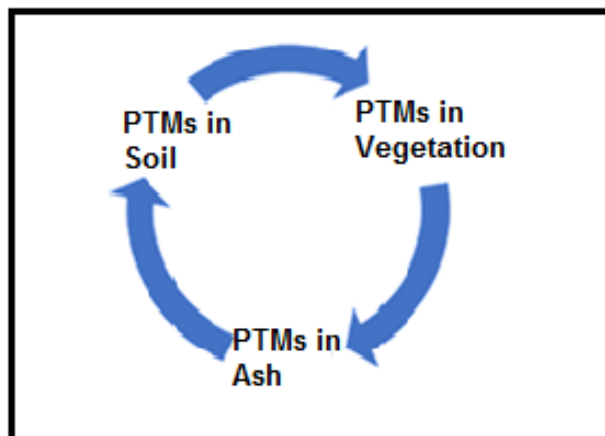 PTMs in
Soil
PTMs in
Vegetation
PTMs in
Ash